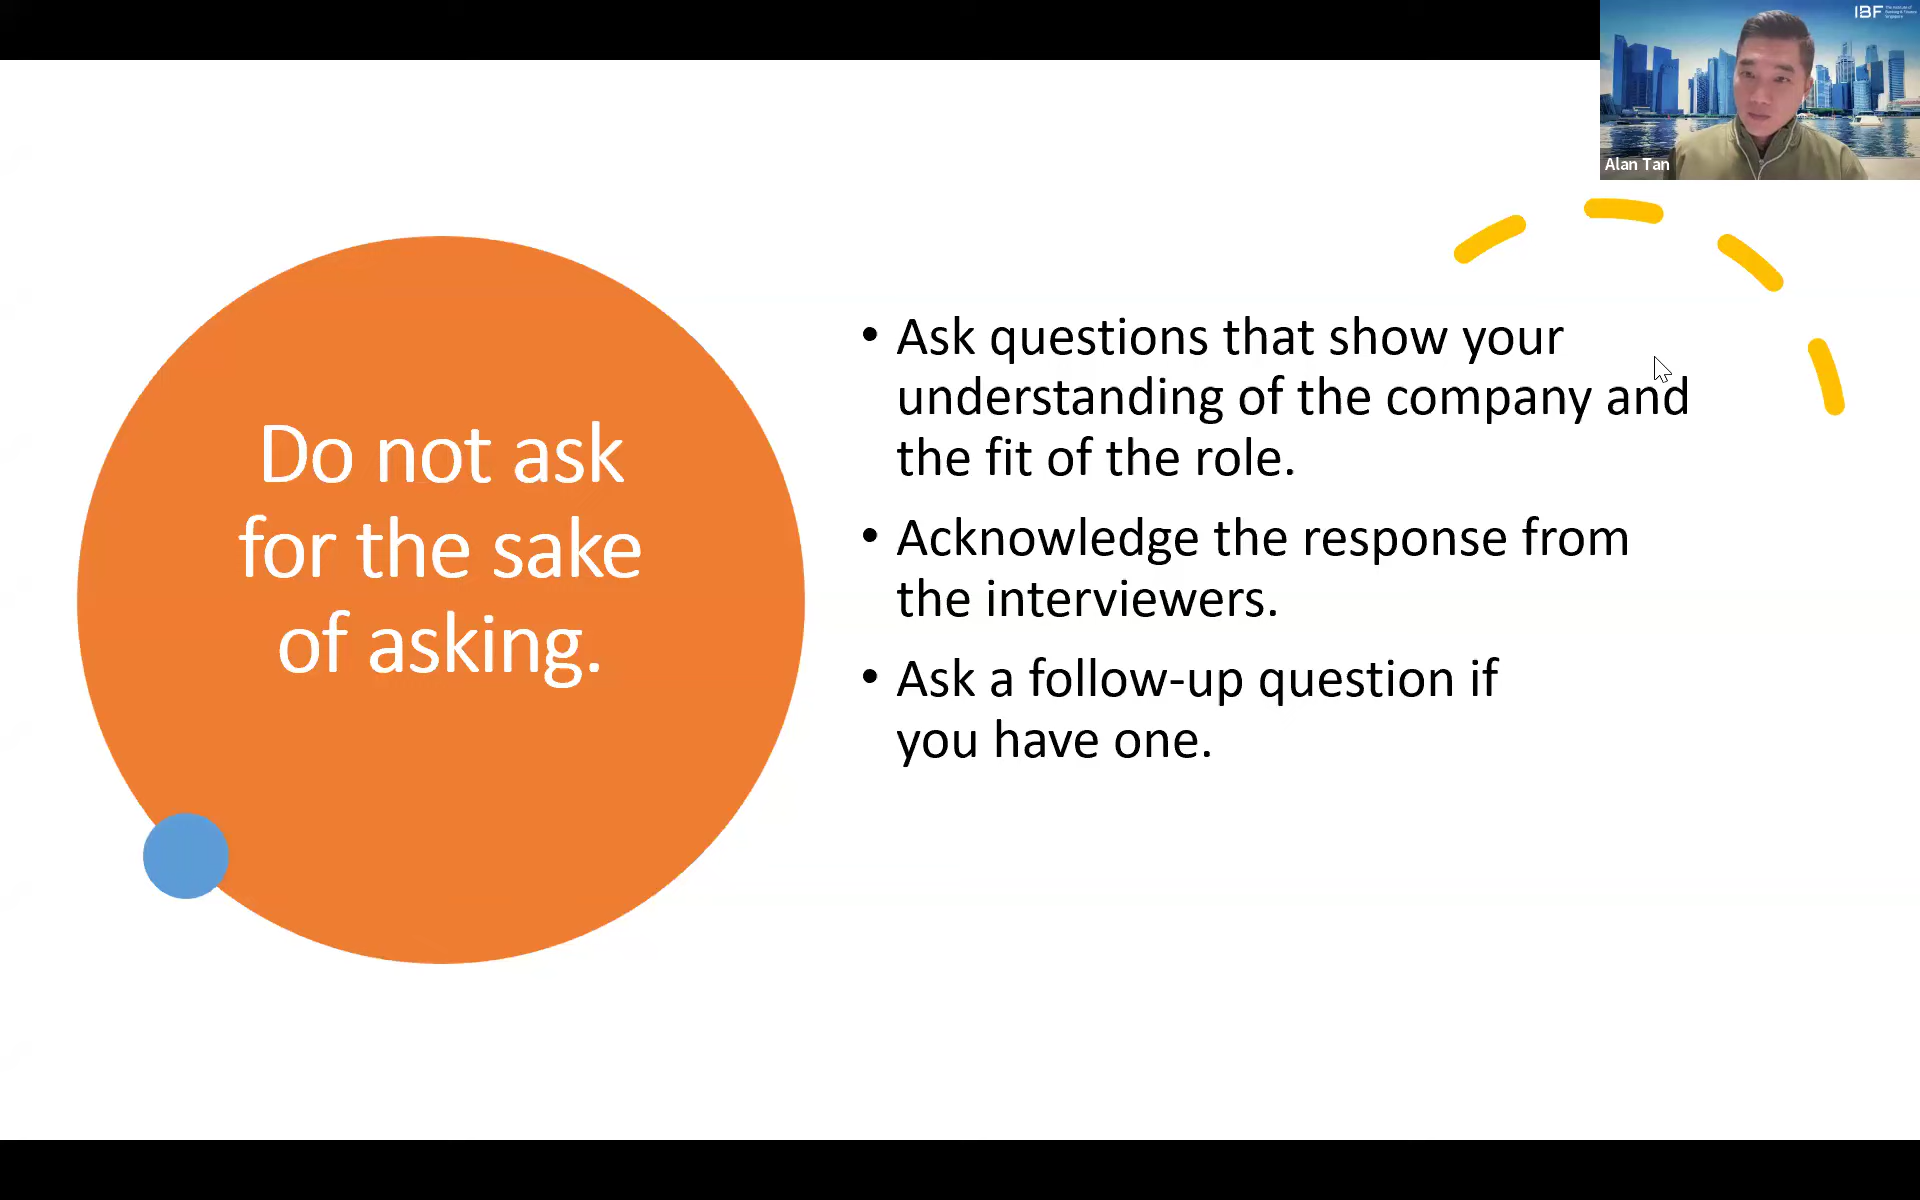 IBF
Alan Tan
Do not ask
for the sake
of asking.
• Ask questions that show your
understanding of the company and
the fit of the role.
• Acknowledge the response from
the interviewers.
• Ask a follow-up question if
you have one.